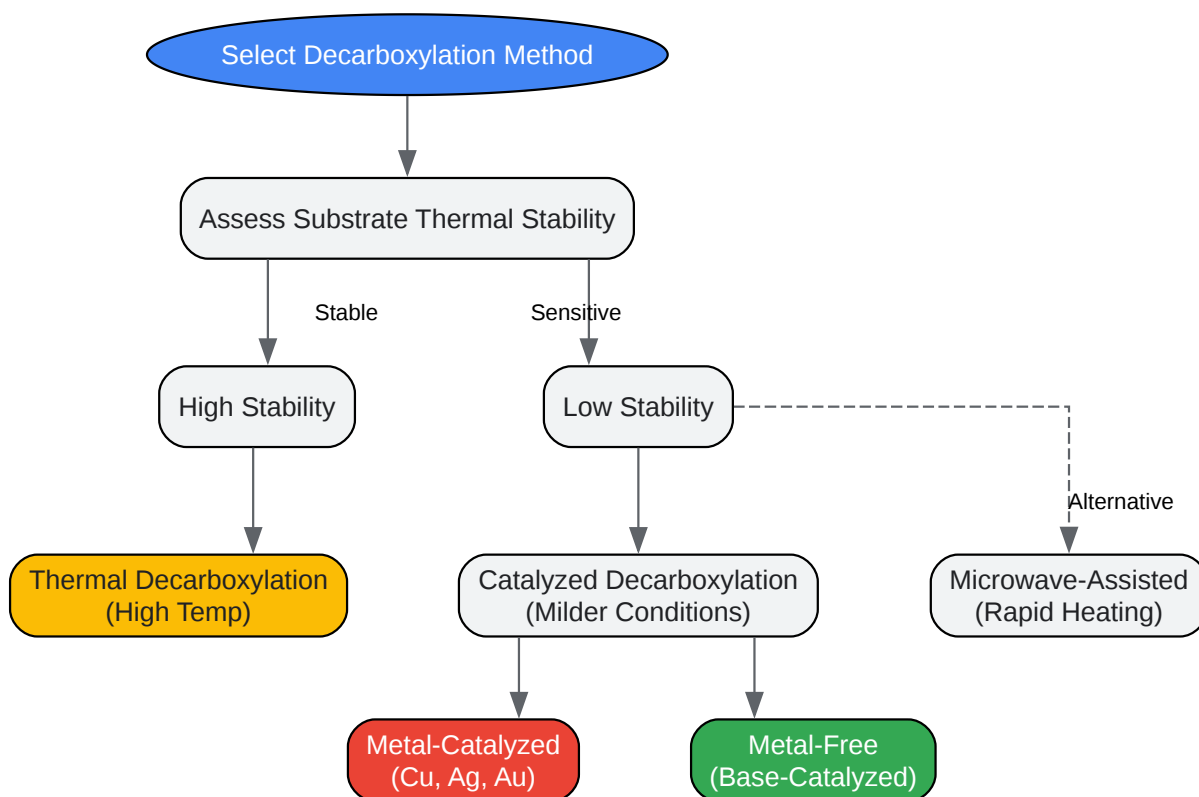 Select Decarboxylation Method
Assess Substrate Thermal Stability
Stable
Sensitive
High Stability
Low Stability
Alternative
Thermal Decarboxylation
(High Temp)
Catalyzed Decarboxylation
(Milder Conditions)
Microwave-Assisted
(Rapid Heating)
Metal-Catalyzed
(Cu, Ag, Au)
Metal-Free
(Base-Catalyzed)